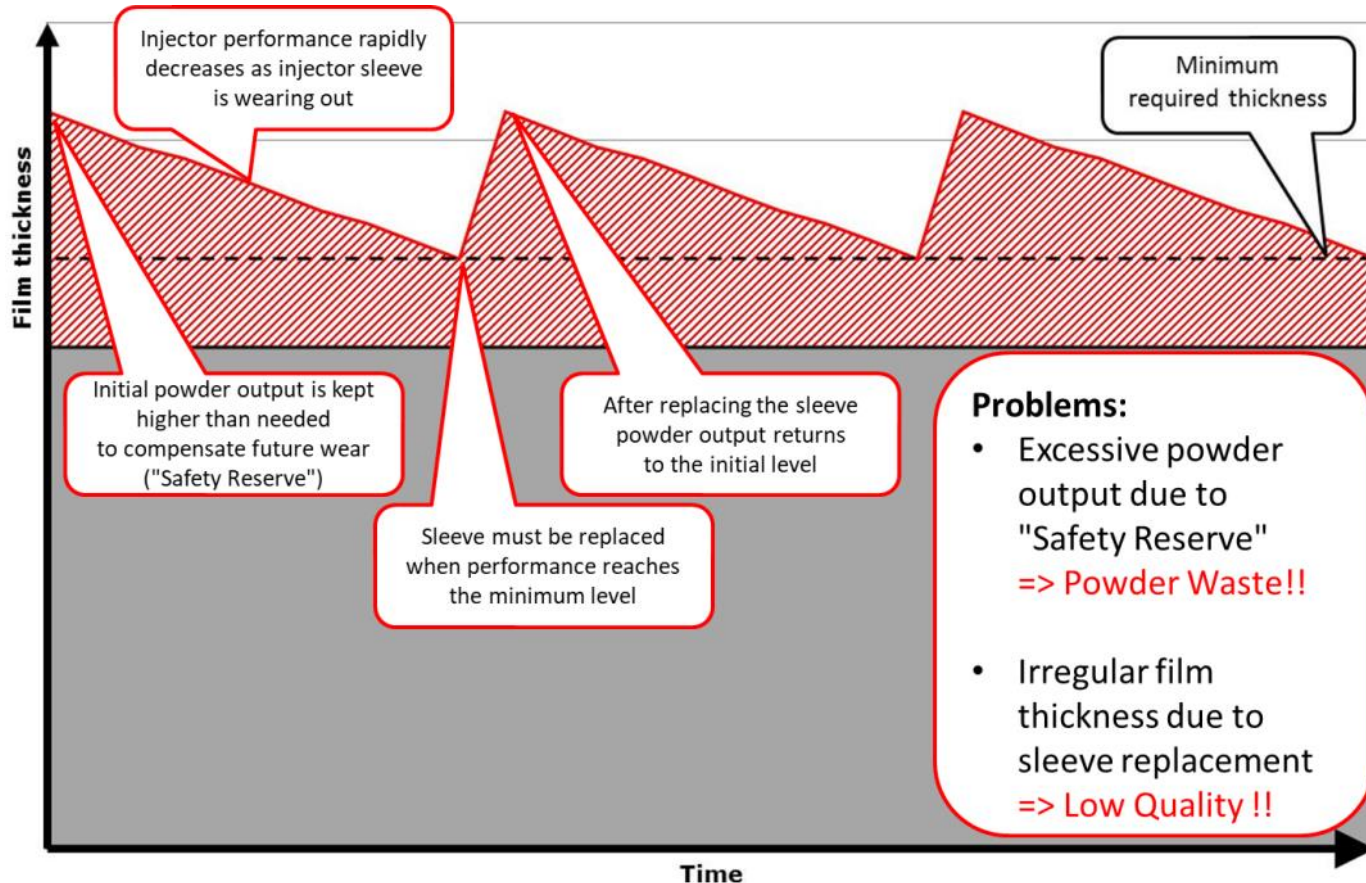 Injector performance rapidly
decreases as injector sleeve
is wearing out
Minimum
required thickness
Film thickness
Initial powder output is kept
higher than needed
to compensate future wear
("Safety Reserve")
After replacing the sleeve
powder output returns
to the initial level
Sleeve must be replaced
when performance reaches
the minimum level
Problems:
• Excessive powder
output due to
"Safety Reserve"
=> Powder Waste!!
• Irregular film
thickness due to
sleeve replacement
=> Low Quality !!
Time